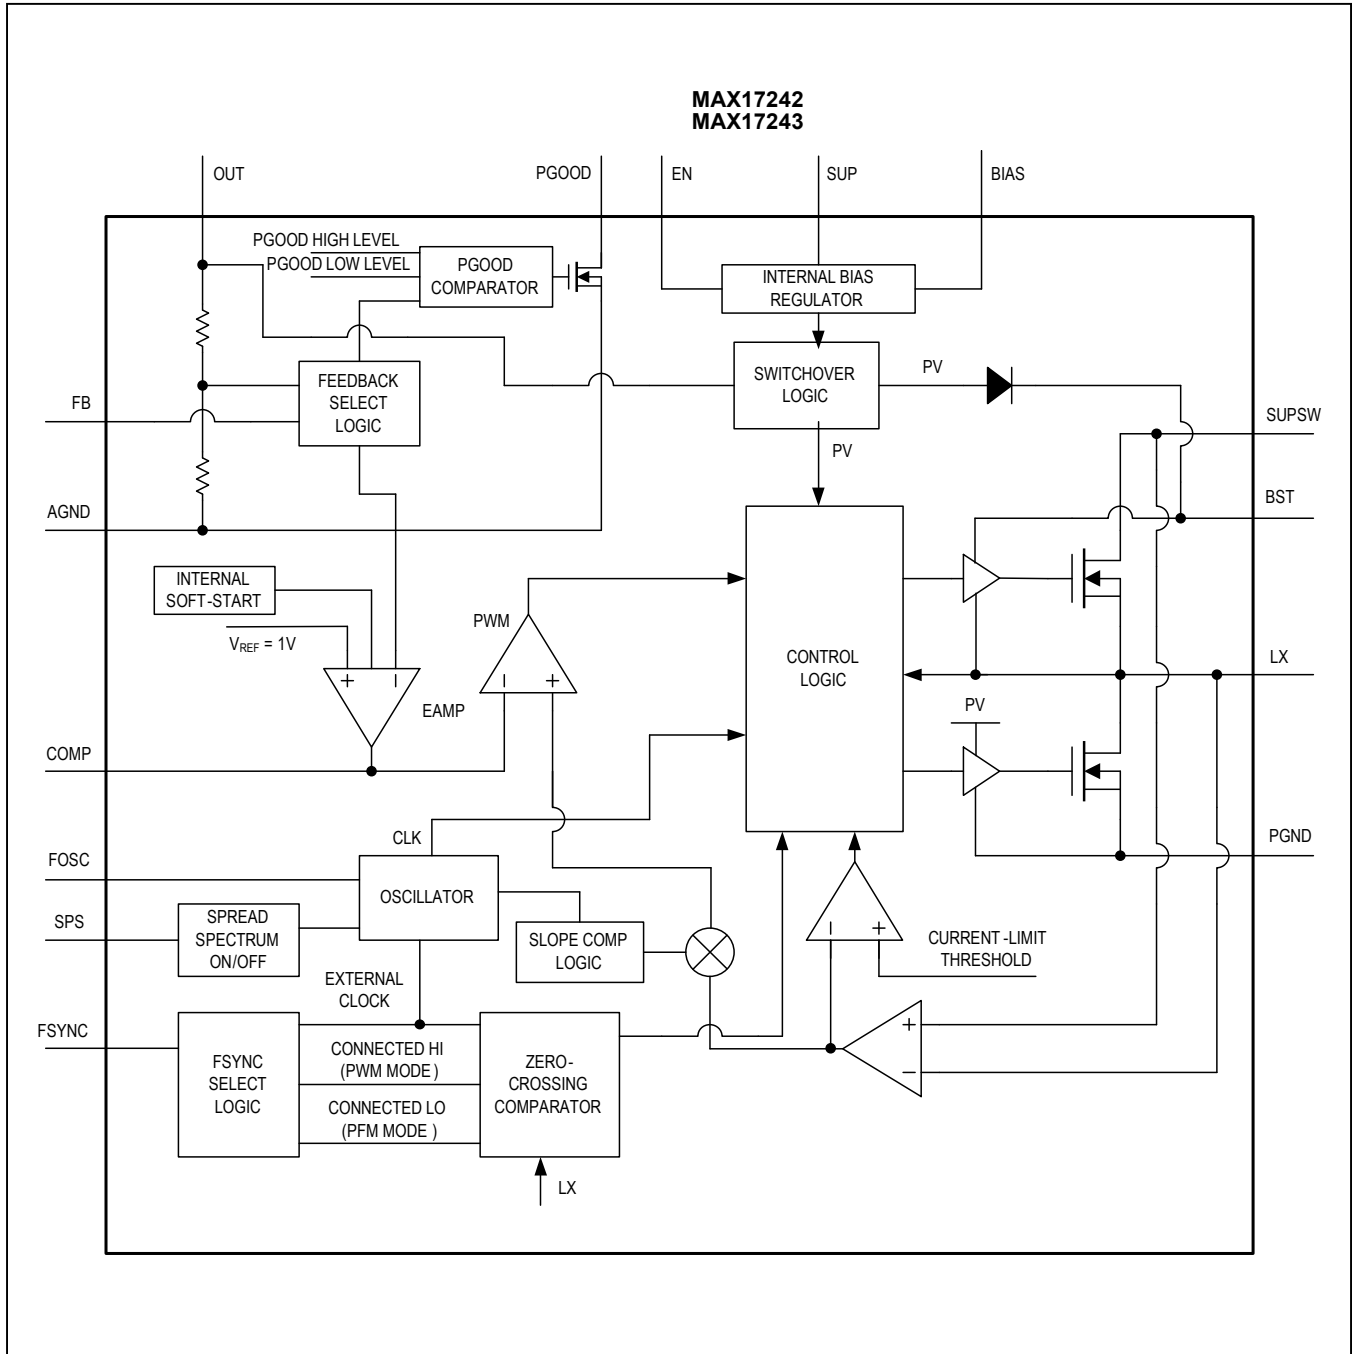 MAX17242
MAX17243
OUT
PGOOD
EN
SUP
BIAS
PGOOD HIGH LEVEL
PGOOD LOW LEVEL
PGOOD
COMPARATOR
INTERNAL BIAS
REGULATOR
FEEDBACK
SELECT
LOGIC
SWITCHOVER
LOGIC
PV
PV
FB
SUPSW
AGND
BST
INTERNAL
SOFT-START
VREF = 1V
+
–
EAMP
PWM
–
+
CONTROL
LOGIC
LX
PV
COMP
CLK
FOSC
PGND
OSCILLATOR
SPS
SPREAD
SPECTRUM
ON/OFF
SLOPE COMP
LOGIC
–
+
CURRENT-LIMIT
THRESHOLD
EXTERNAL
CLOCK
FSYNC
FSYNC
SELECT
LOGIC
CONNECTED HI
(PWM MODE )
CONNECTED LO
(PFM MODE )
ZERO-
CROSSING
COMPARATOR
+
–
LX